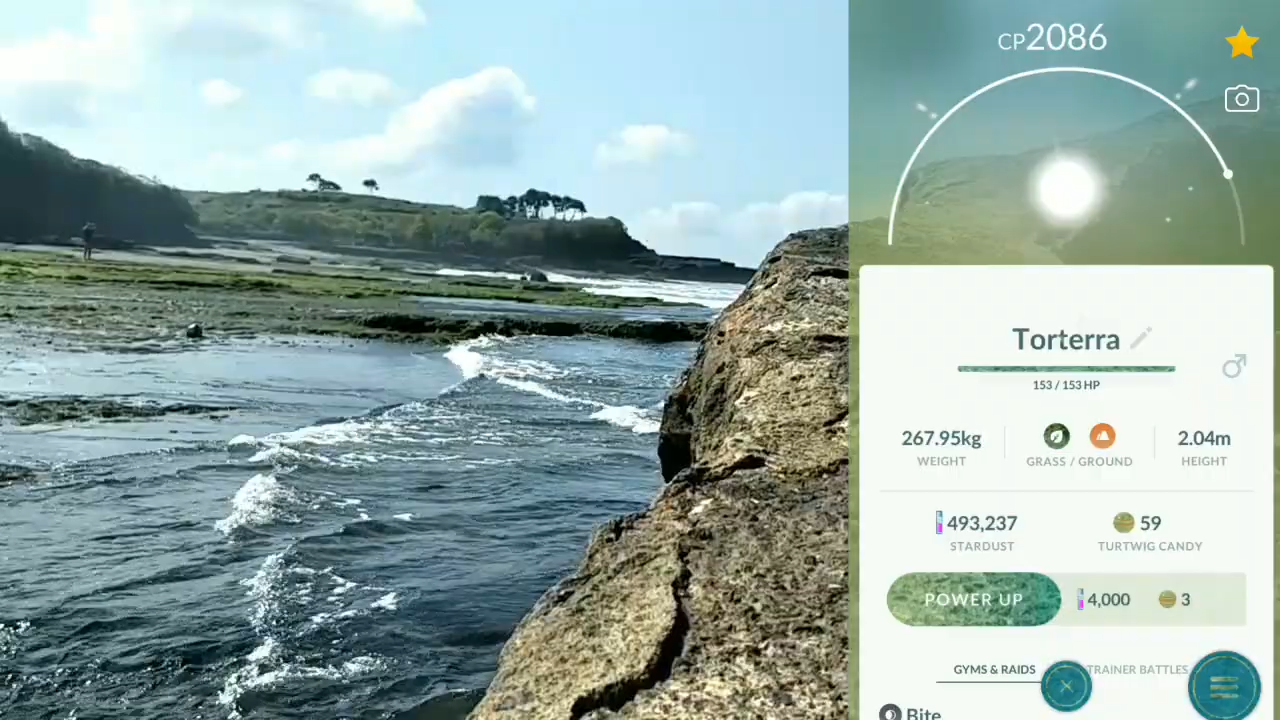 CP2086
Torterra
153 / 153 HP
267.95kg
WEIGHT
GRASS / GROUND
2.04m
HEIGHT
493,237
STARDUST
59
TURTWIG CANDY
POWER UP
4,000
3
GYMS & RAIDS
TRAINER BATTLES
Bite